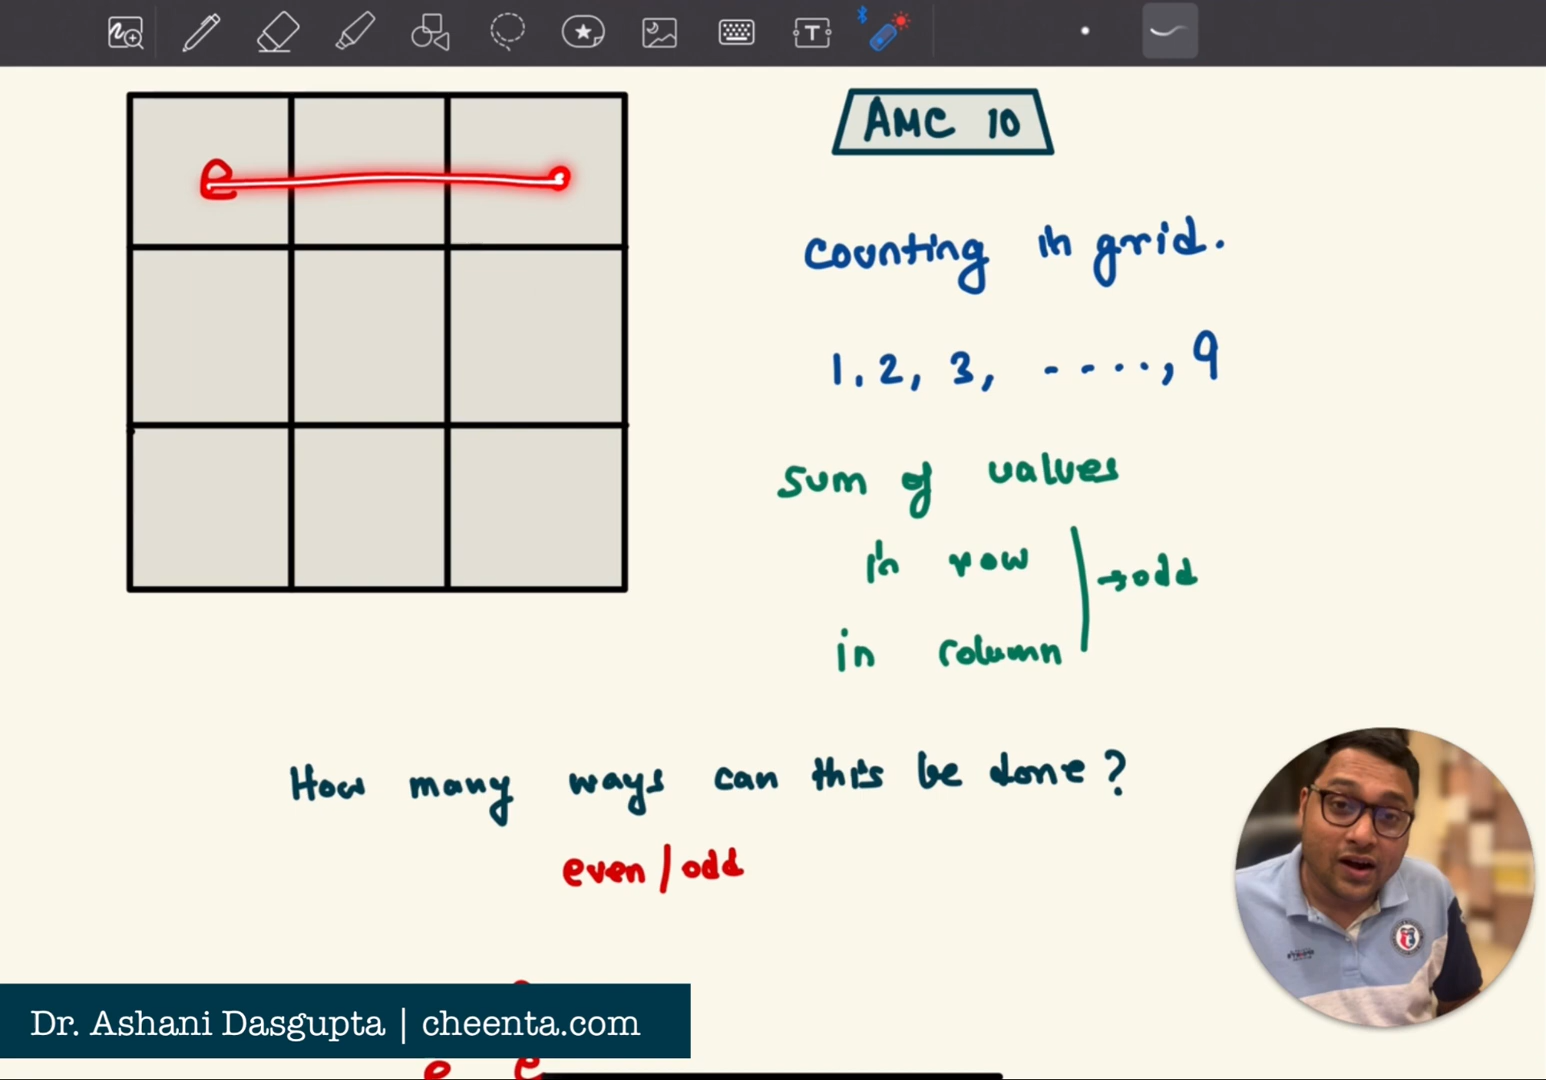 AMC 10
counting in grid.
1. 2, 3, - - - . . , 9
sum of values
in row
→ odd
in column
How many ways can this be done?
even / odd
e
Dr. Ashani Dasgupta | cheenta.com
e e